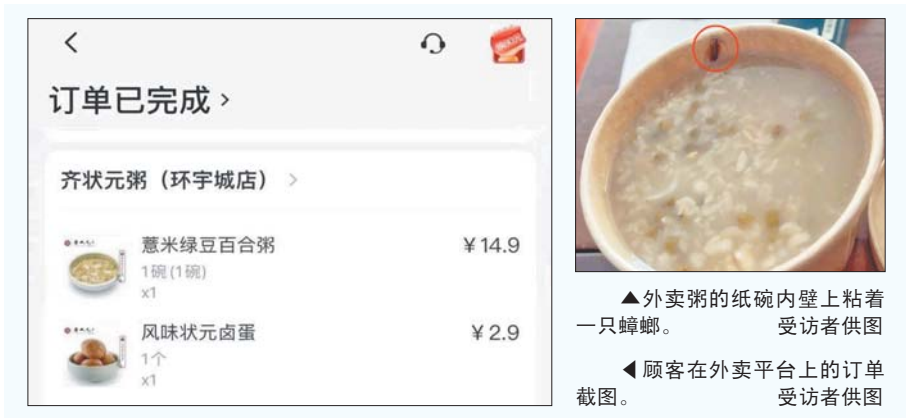 订单已完成 >
齐状元粥（环宇城店） >
薏米绿豆百合粥 ¥14.9
1碗(1碗)
x1
风味状元卤蛋 ¥2.9
1个
x1
▲外卖粥的纸碗内壁上粘着
一只蟑螂。 受访者供图
◀顾客在外卖平台上的订单
截图。 受访者供图